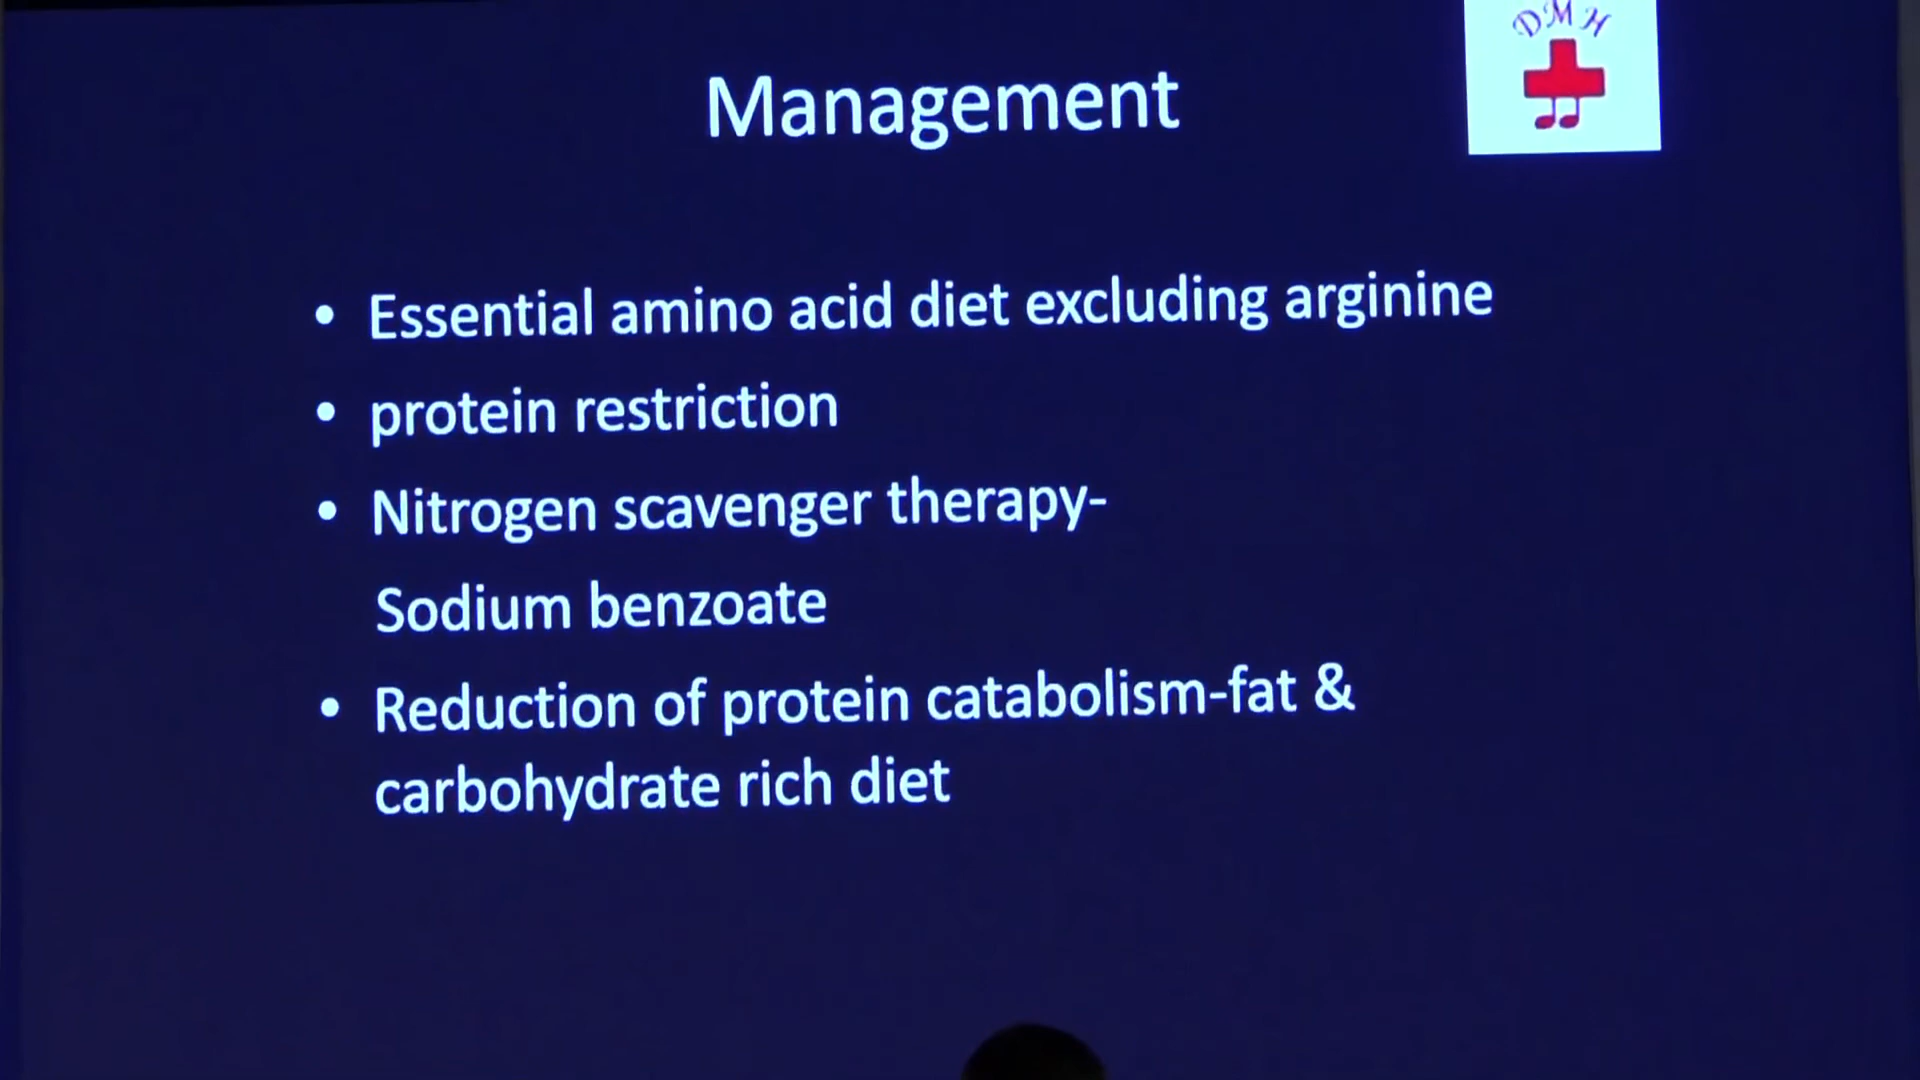 DMH
Management
• Essential amino acid diet excluding arginine
• protein restriction
• Nitrogen scavenger therapy-
Sodium benzoate
• Reduction of protein catabolism-fat &
carbohydrate rich diet